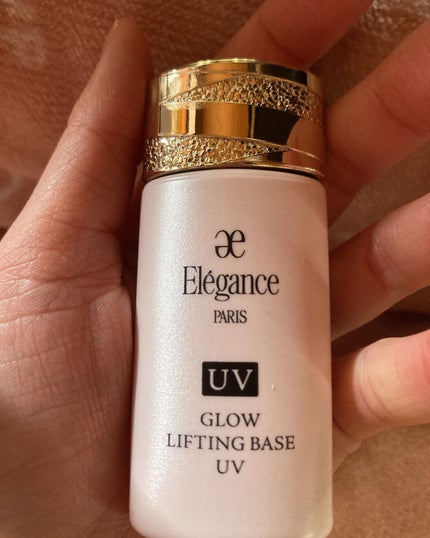 æ
Elégance
PARIS
UV
GLOW
LIFTING BASE
UV